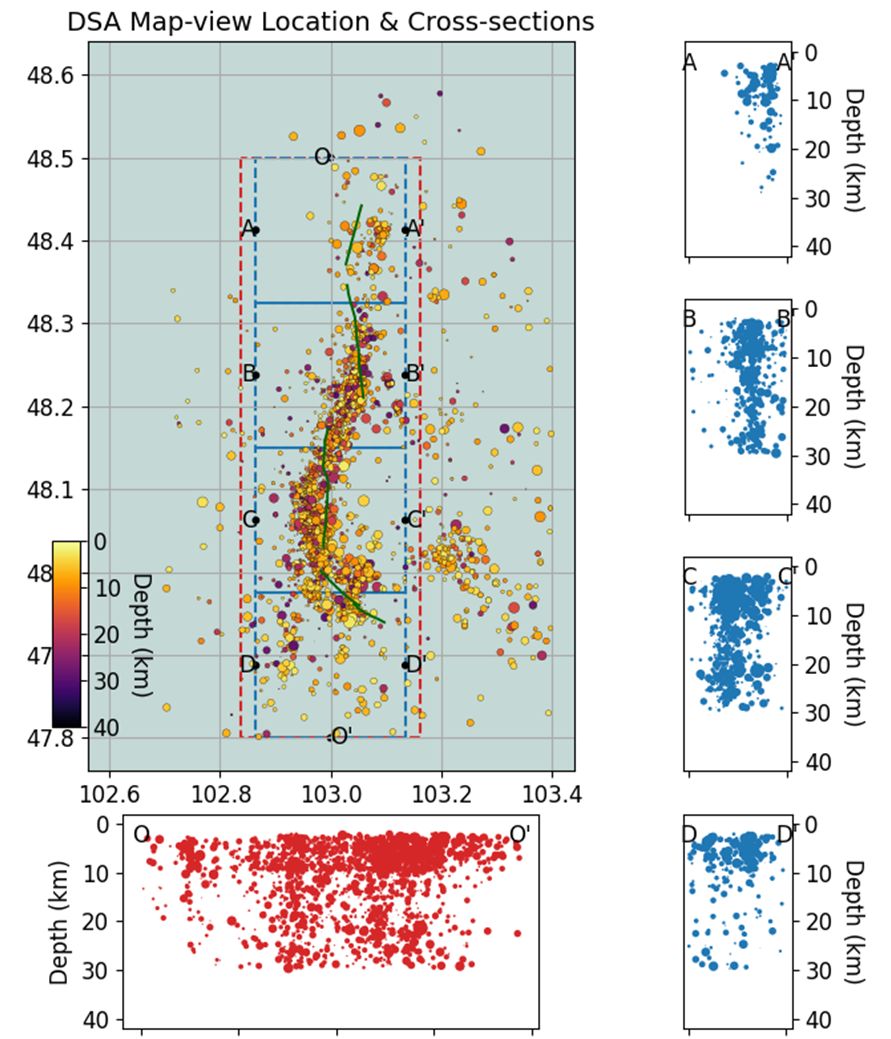 DSA Map-view Location & Cross-sections
48.6
48.5
48.4
48.3
48.2
48.1
48
47
47.8
O
A
A'
B
B'
C
C'
D
D'
O'
0
10
20
30
40
Depth (km)
102.6
102.8
103.0
103.2
103.4
A
A'
0
10
20
30
40
Depth (km)
B
B'
0
10
20
30
40
Depth (km)
C
C'
0
10
20
30
40
Depth (km)
O
O'
0
10
20
30
40
Depth (km)
D
D'
0
10
20
30
40
Depth (km)